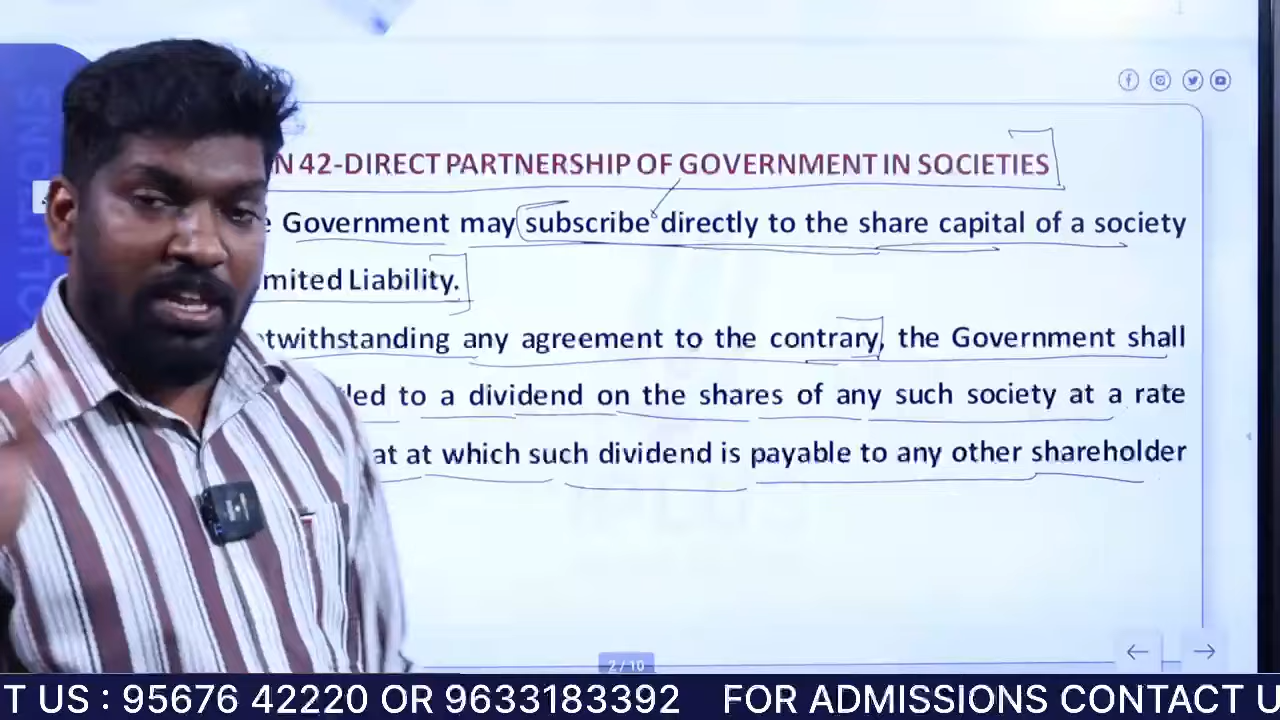 N 42-DIRECT PARTNERSHIP OF GOVERNMENT IN SOCIETIES
e Government may subscribe directly to the share capital of a society
mited Liability.
twithstanding any agreement to the contrary, the Government shall
led to a dividend on the shares of any such society at a rate
at at which such dividend is payable to any other shareholder
2 / 10
T US : 95676 42220 OR 9633183392 FOR ADMISSIONS CONTACT U
OLUTIONS